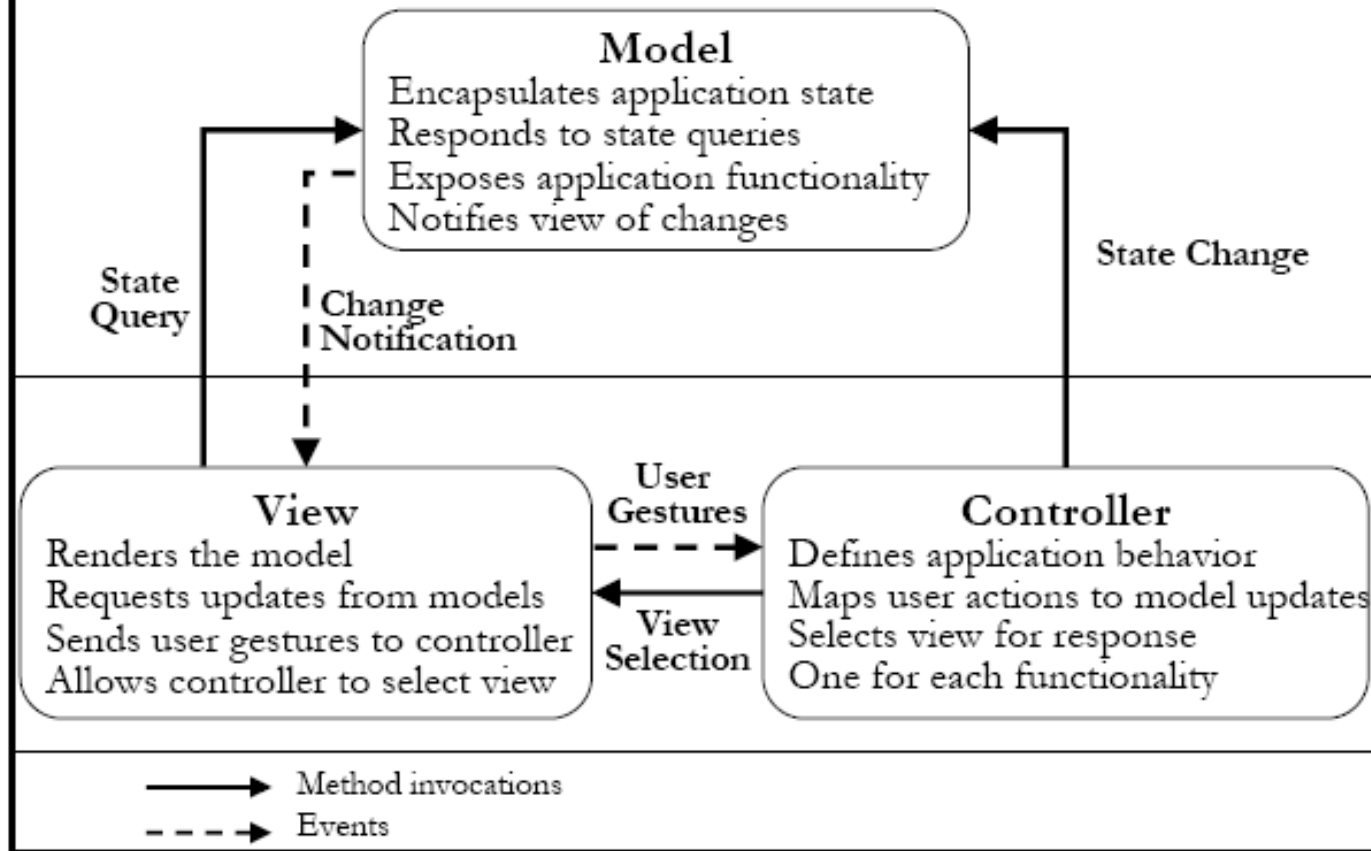 Model
Encapsulates application state
Responds to state queries
Exposes application functionality
Notifies view of changes
State
Query
Change
Notification
State Change
View
Renders the model
Requests updates from models
Sends user gestures to controller
Allows controller to select view
User
Gestures
View
Selection
Controller
Defines application behavior
Maps user actions to model updates
Selects view for response
One for each functionality
Method invocations
Events